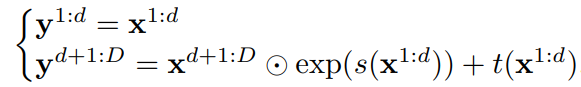 y^{1:d} = x^{1:d}
y^{d+1:D} = x^{d+1:D} ⊙ exp(s(x^{1:d})) + t(x^{1:d})